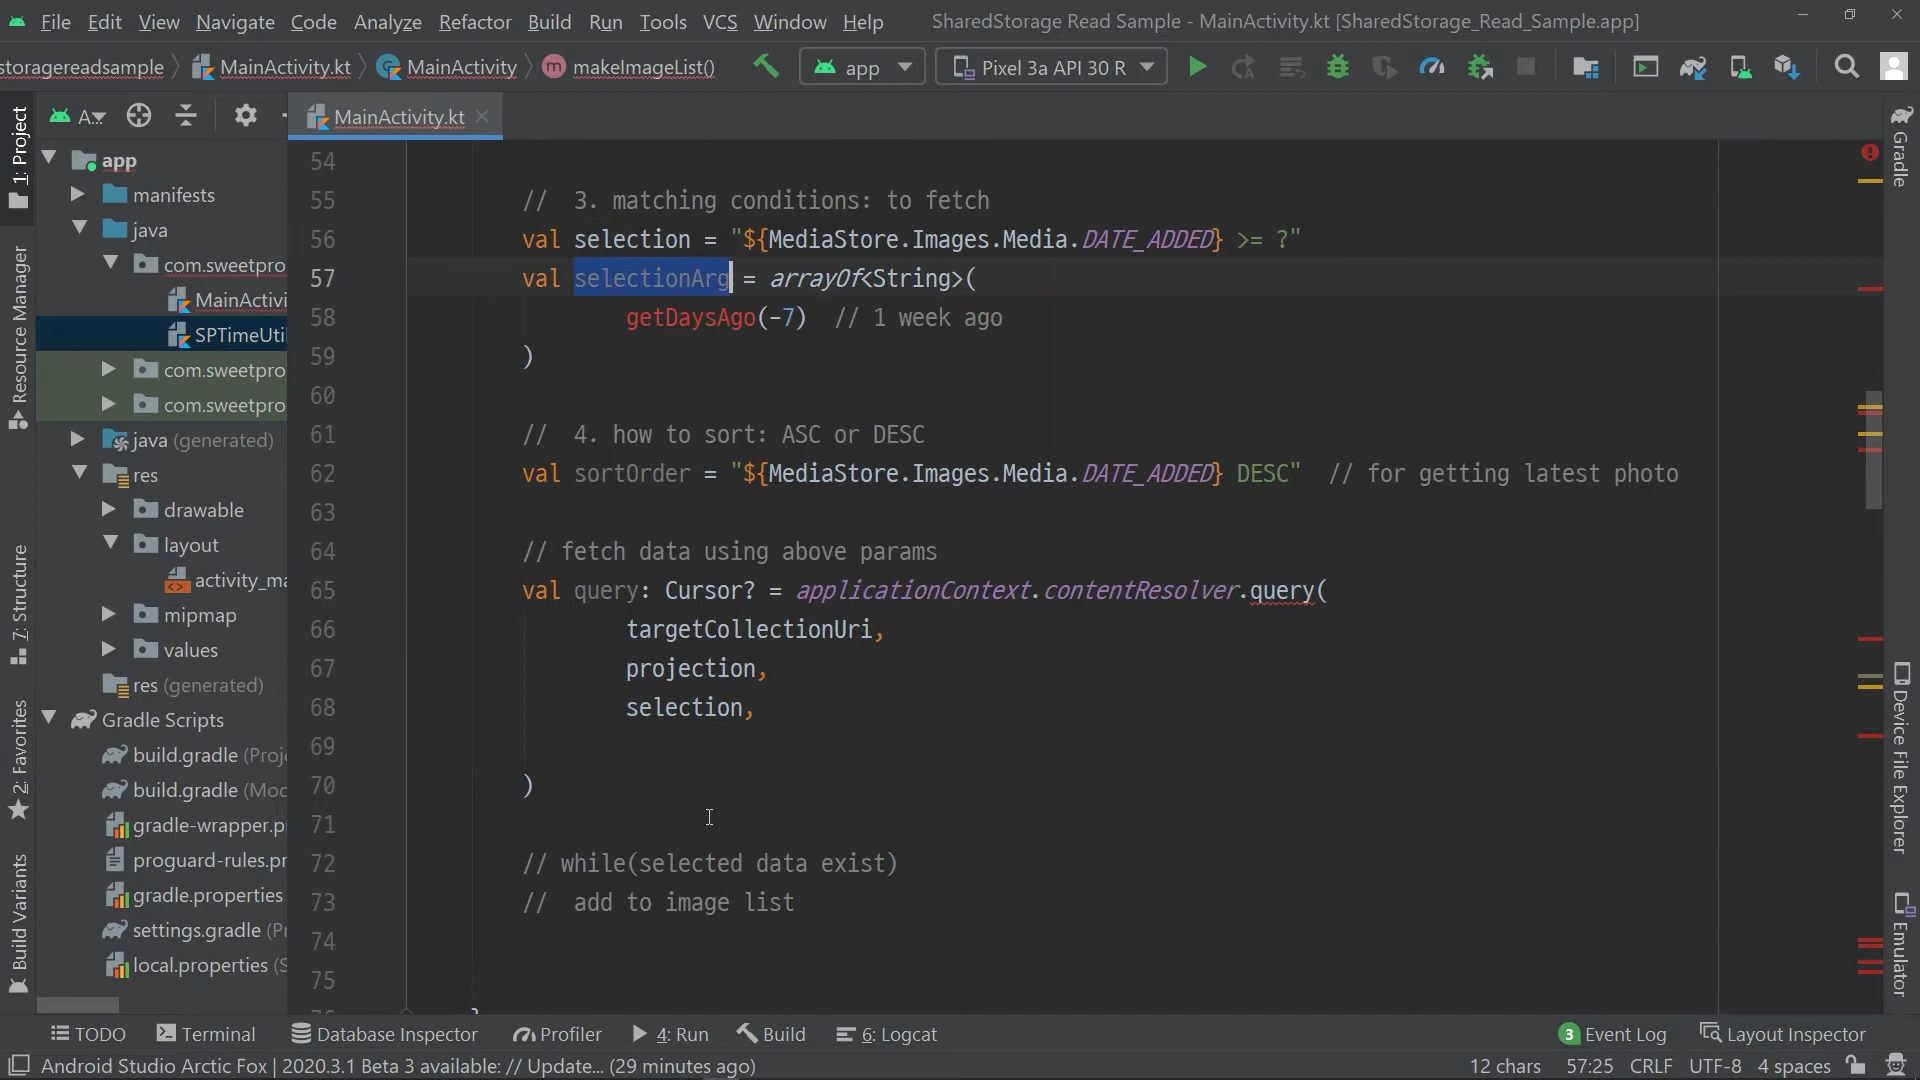 File Edit View Navigate Code Analyze Refactor Build Run Tools VCS Window Help SharedStorage Read Sample - MainActivity.kt [SharedStorage_Read_Sample.app]
storagereadsample MainActivity.kt MainActivity m makeImageList() app Pixel 3a API 30 R
A... MainActivity.kt
1: Project
Resource Manager
7: Structure
2: Favorites
Build Variants
app
manifests
java
com.sweetpro
MainActivi
SPTimeUtil
com.sweetpro
com.sweetpro
java (generated)
res
drawable
layout
activity_ma
mipmap
values
res (generated)
Gradle Scripts
build.gradle (Proj
build.gradle (Mod
gradle-wrapper.p
proguard-rules.pr
gradle.properties
settings.gradle (P
local.properties (S
54
55 // 3. matching conditions: to fetch
56 val selection = "${MediaStore.Images.Media.DATE_ADDED} >= ?"
57 val selectionArg = arrayOf<String>(
58 getDaysAgo(-7) // 1 week ago
59 )
60
61 // 4. how to sort: ASC or DESC
62 val sortOrder = "${MediaStore.Images.Media.DATE_ADDED} DESC" // for getting latest photo
63
64 // fetch data using above params
65 val query: Cursor? = applicationContext.contentResolver.query(
66 targetCollectionUri,
67 projection,
68 selection,
69
70 )
71
72 // while(selected data exist)
73 // add to image list
74
75
Gradle
Device File Explorer
Emulator
TODO Terminal Database Inspector Profiler 4: Run Build 6: Logcat 3 Event Log Layout Inspector
Android Studio Arctic Fox | 2020.3.1 Beta 3 available: // Update... (29 minutes ago) 12 chars 57:25 CRLF UTF-8 4 spaces